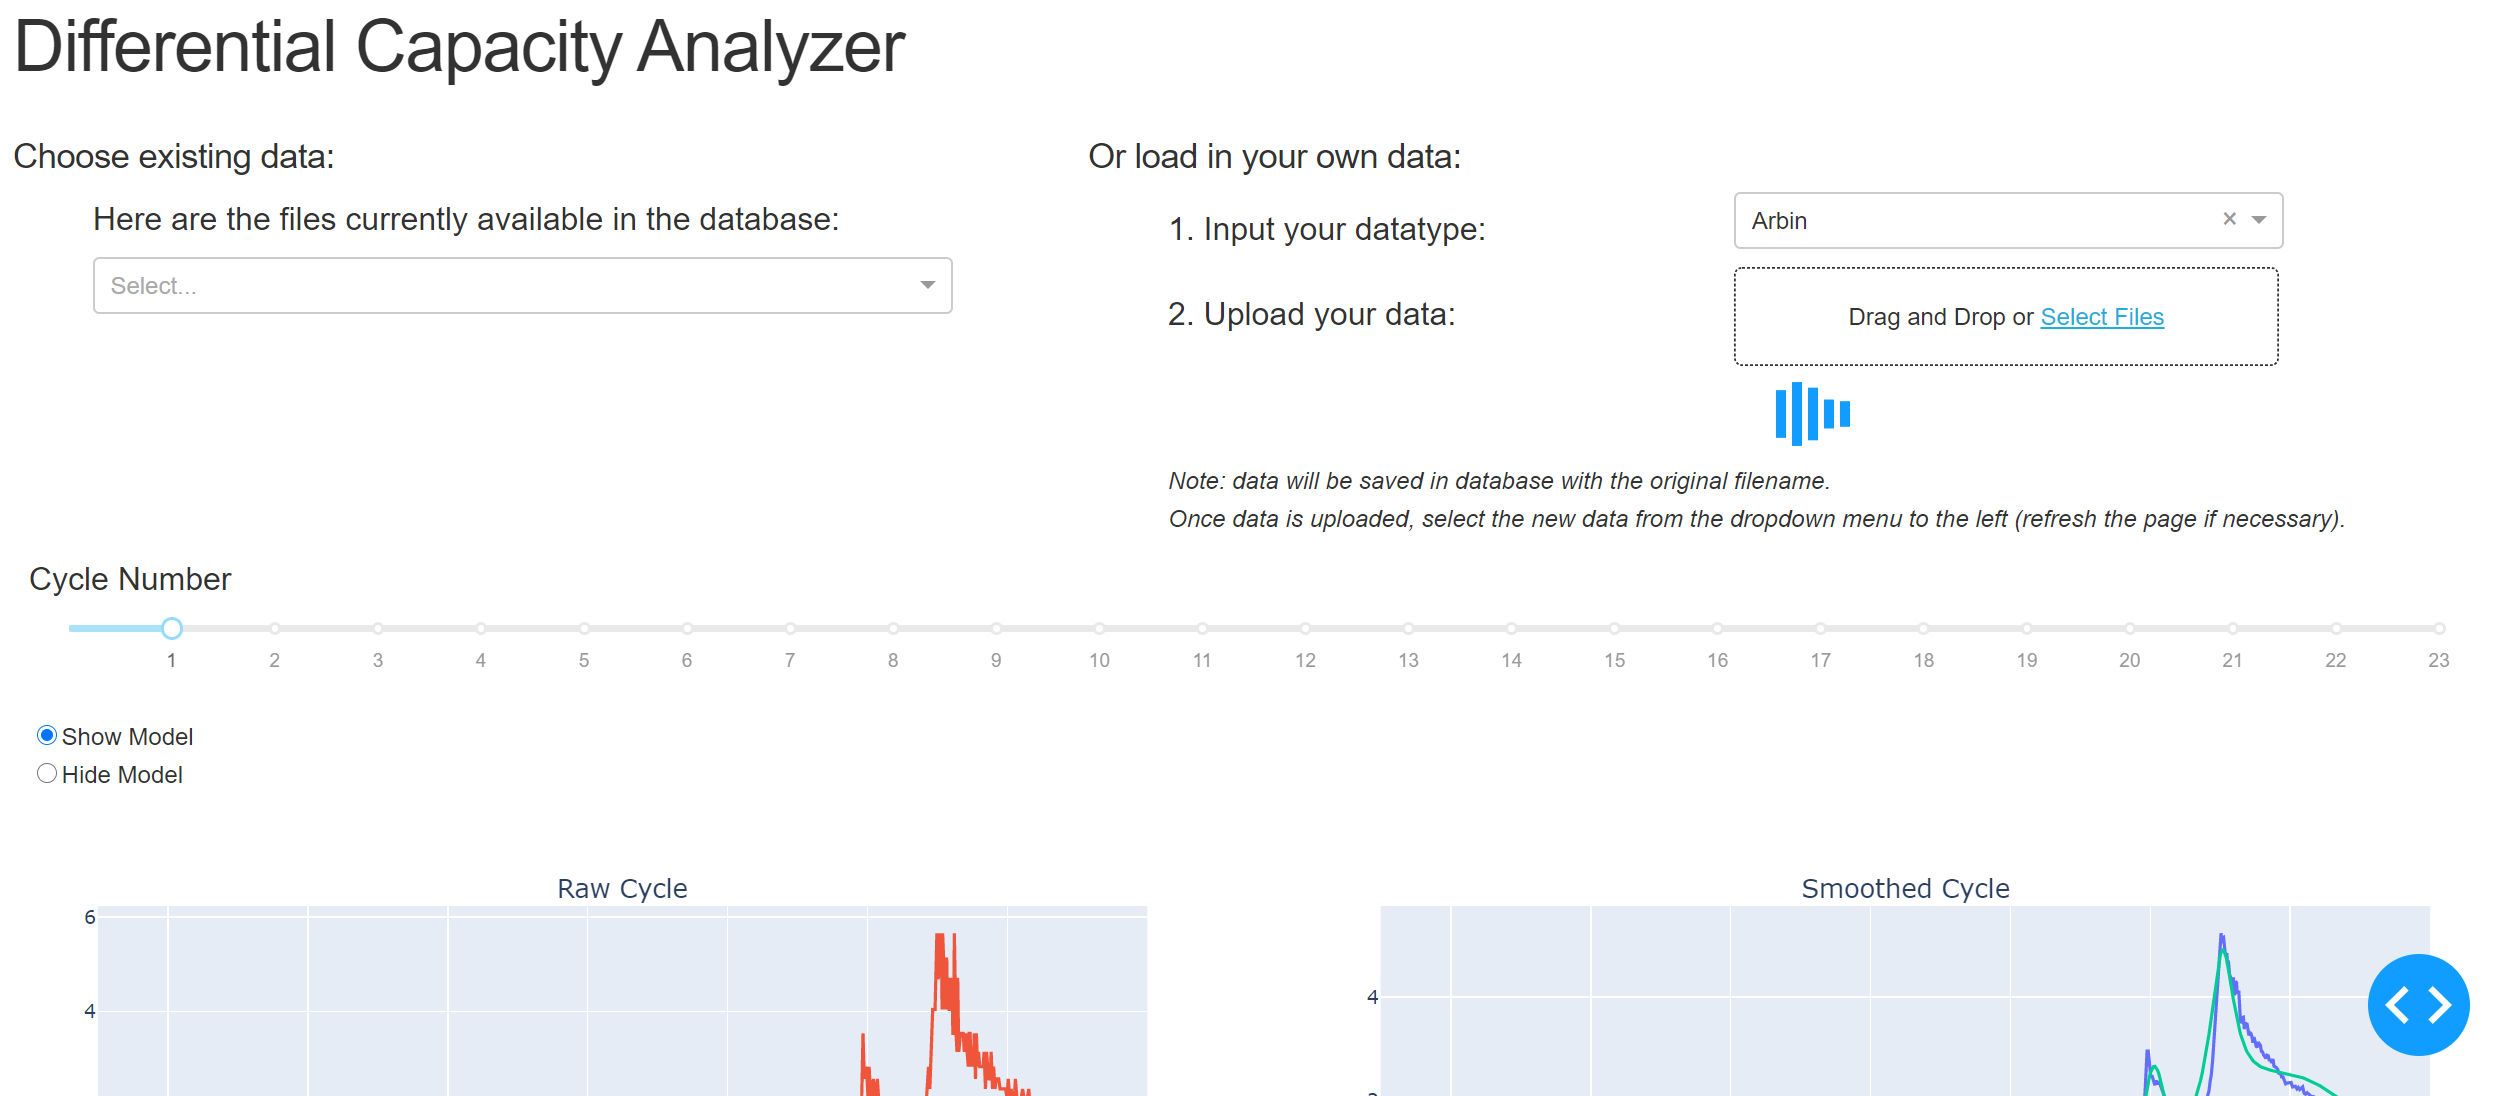 Differential Capacity Analyzer
Choose existing data:
Here are the files currently available in the database:
Select...
Or load in your own data:
1. Input your datatype:
Arbin
2. Upload your data:
Drag and Drop or Select Files
Note: data will be saved in database with the original filename.
Once data is uploaded, select the new data from the dropdown menu to the left (refresh the page if necessary).
Cycle Number
1 2 3 4 5 6 7 8 9 10 11 12 13 14 15 16 17 18 19 20 21 22 23
Show Model
Hide Model
Raw Cycle
6
4
Smoothed Cycle
4